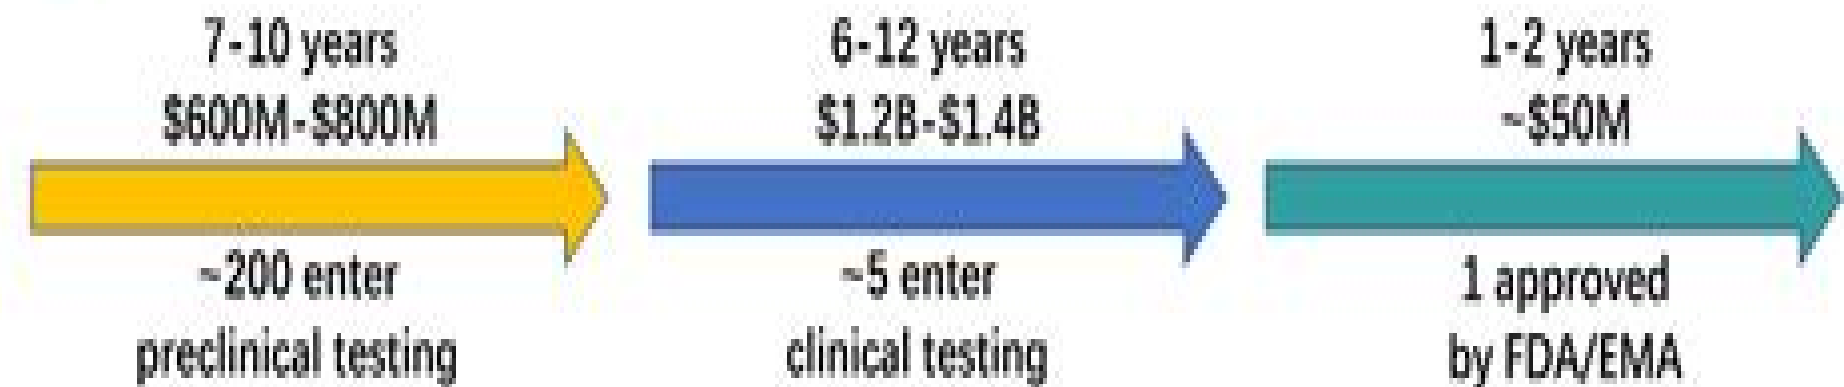 7-10 years
$600M-$800M
~200 enter
preclinical testing
6-12 years
$1.2B-$1.4B
~5 enter
clinical testing
1-2 years
~$50M
1 approved
by FDA/EMA